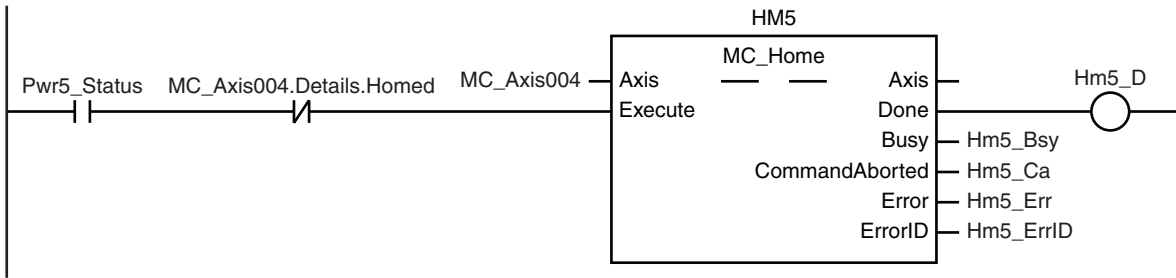 HM5
MC_Home
Pwr5_Status MC_Axis004.Details.Homed MC_Axis004 Axis Axis Hm5_D
Execute Done
Busy Hm5_Bsy
CommandAborted Hm5_Ca
Error Hm5_Err
ErrorID Hm5_ErrID